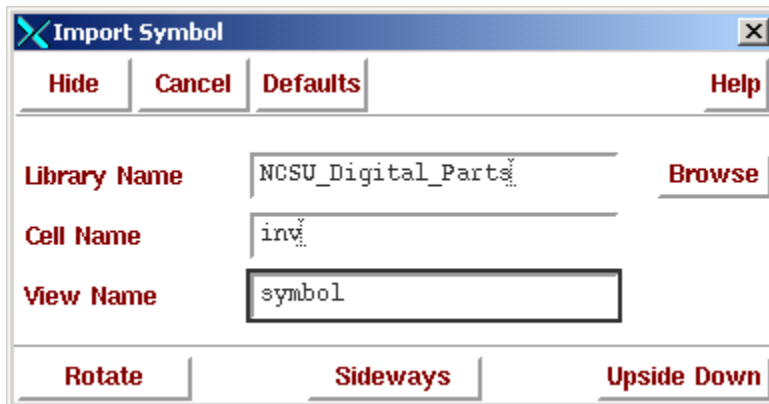 Import Symbol
Hide Cancel Defaults Help
Library Name NCSU_Digital_Parts Browse
Cell Name inv
View Name symbol
Rotate Sideways Upside Down